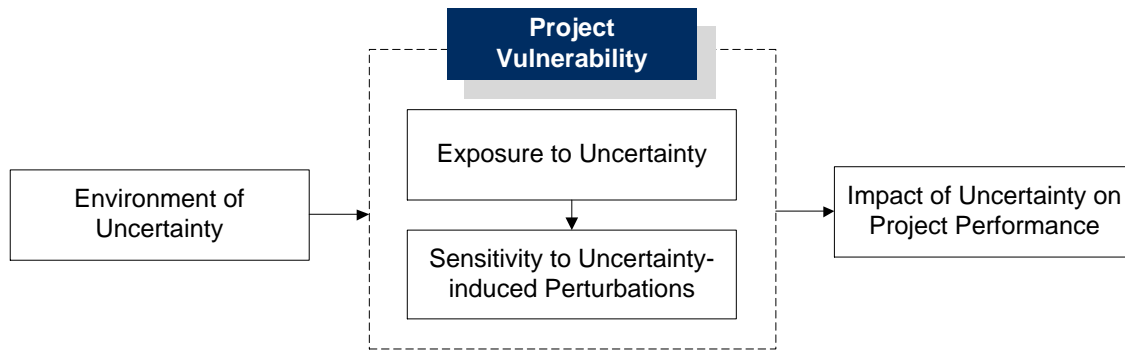 Project
Vulnerability
Environment of
Uncertainty
Exposure to Uncertainty
Sensitivity to Uncertainty-
induced Perturbations
Impact of Uncertainty on
Project Performance